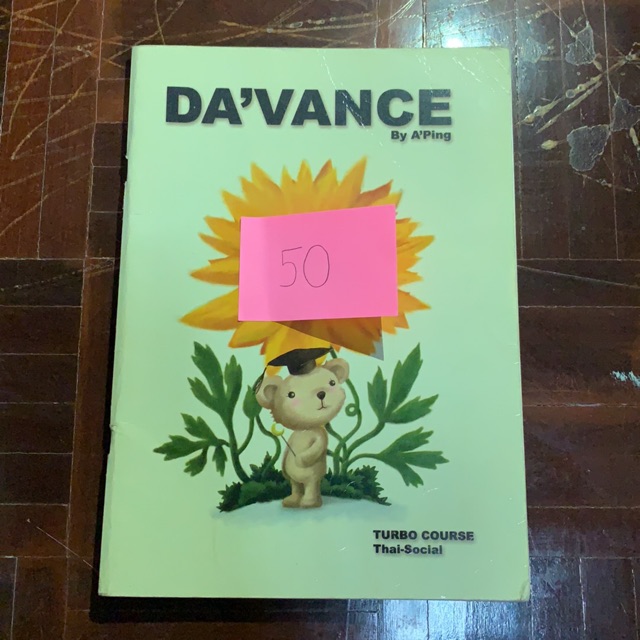 DA'VANCE
By A'Ping
50
TURBO COURSE
Thai-Social